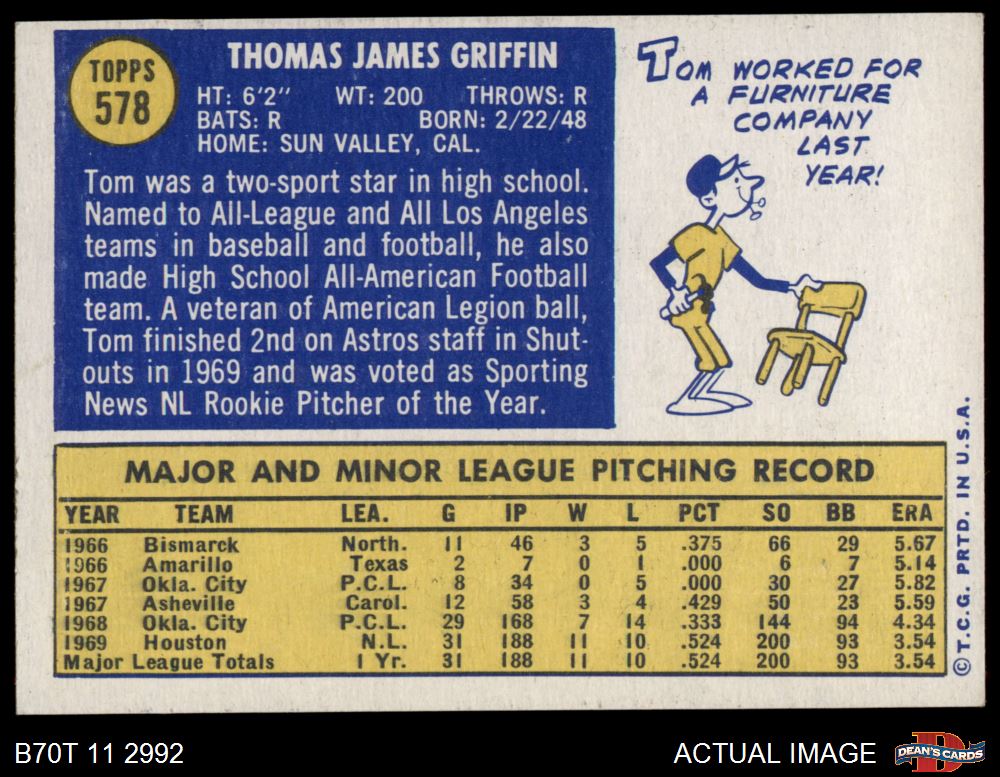 TOPPS
578
THOMAS JAMES GRIFFIN
HT: 6'2" WT: 200 THROWS: R
BATS: R BORN: 2/22/48
HOME: SUN VALLEY, CAL.
Tom was a two-sport star in high school.
Named to All-League and All Los Angeles
teams in baseball and football, he also
made High School All-American Football
team. A veteran of American Legion ball,
Tom finished 2nd on Astros staff in Shut-
outs in 1969 and was voted as Sporting
News NL Rookie Pitcher of the Year.
TOM WORKED FOR
A FURNITURE
COMPANY
LAST
YEAR!
MAJOR AND MINOR LEAGUE PITCHING RECORD
YEAR TEAM LEA. G IP W L PCT SO BB ERA
1966 Bismarck North. 11 46 3 5 .375 66 29 5.67
1966 Amarillo Texas 2 7 0 1 .000 6 7 5.14
1967 Okla. City P.C.L. 8 34 0 5 .000 30 27 5.82
1967 Asheville Carol. 12 58 3 4 .429 50 23 5.59
1968 Okla. City P.C.L. 29 168 7 14 .333 144 94 4.34
1969 Houston N.L. 31 188 11 10 .524 200 93 3.54
Major League Totals 1 Yr. 31 188 11 10 .524 200 93 3.54
© T.C.G. PRTD. IN U.S.A.
B70T 11 2992
ACTUAL IMAGE
D
DEAN'S CARDS